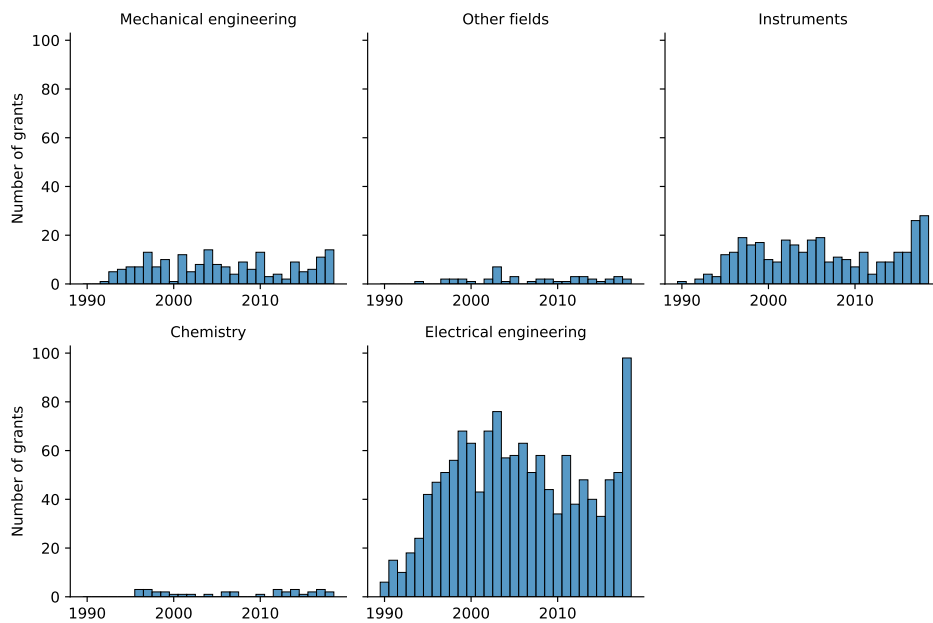 Mechanical engineering
Other fields
Instruments
100
80
60
40
20
0
Number of grants
1990 2000 2010
1990 2000 2010
1990 2000 2010
Chemistry
Electrical engineering
100
80
60
40
20
0
Number of grants
1990 2000 2010
1990 2000 2010